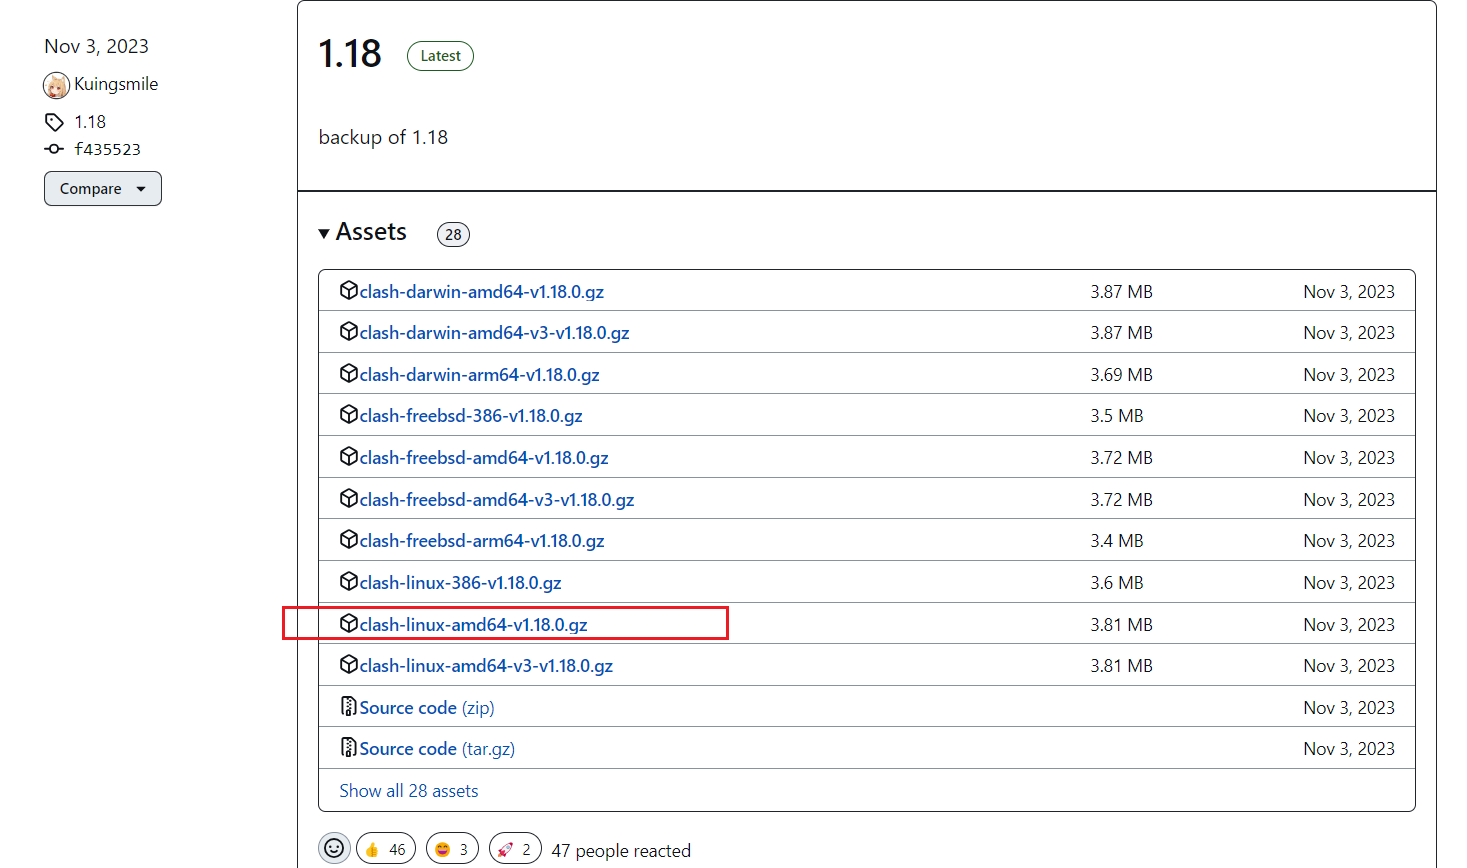 Nov 3, 2023
Kuingsmile
1.18
f435523
Compare
1.18 Latest
backup of 1.18
Assets 28
clash-darwin-amd64-v1.18.0.gz 3.87 MB Nov 3, 2023
clash-darwin-amd64-v3-v1.18.0.gz 3.87 MB Nov 3, 2023
clash-darwin-arm64-v1.18.0.gz 3.69 MB Nov 3, 2023
clash-freebsd-386-v1.18.0.gz 3.5 MB Nov 3, 2023
clash-freebsd-amd64-v1.18.0.gz 3.72 MB Nov 3, 2023
clash-freebsd-amd64-v3-v1.18.0.gz 3.72 MB Nov 3, 2023
clash-freebsd-arm64-v1.18.0.gz 3.4 MB Nov 3, 2023
clash-linux-386-v1.18.0.gz 3.6 MB Nov 3, 2023
clash-linux-amd64-v1.18.0.gz 3.81 MB Nov 3, 2023
clash-linux-amd64-v3-v1.18.0.gz 3.81 MB Nov 3, 2023
Source code (zip) Nov 3, 2023
Source code (tar.gz) Nov 3, 2023
Show all 28 assets
46 3 2 47 people reacted